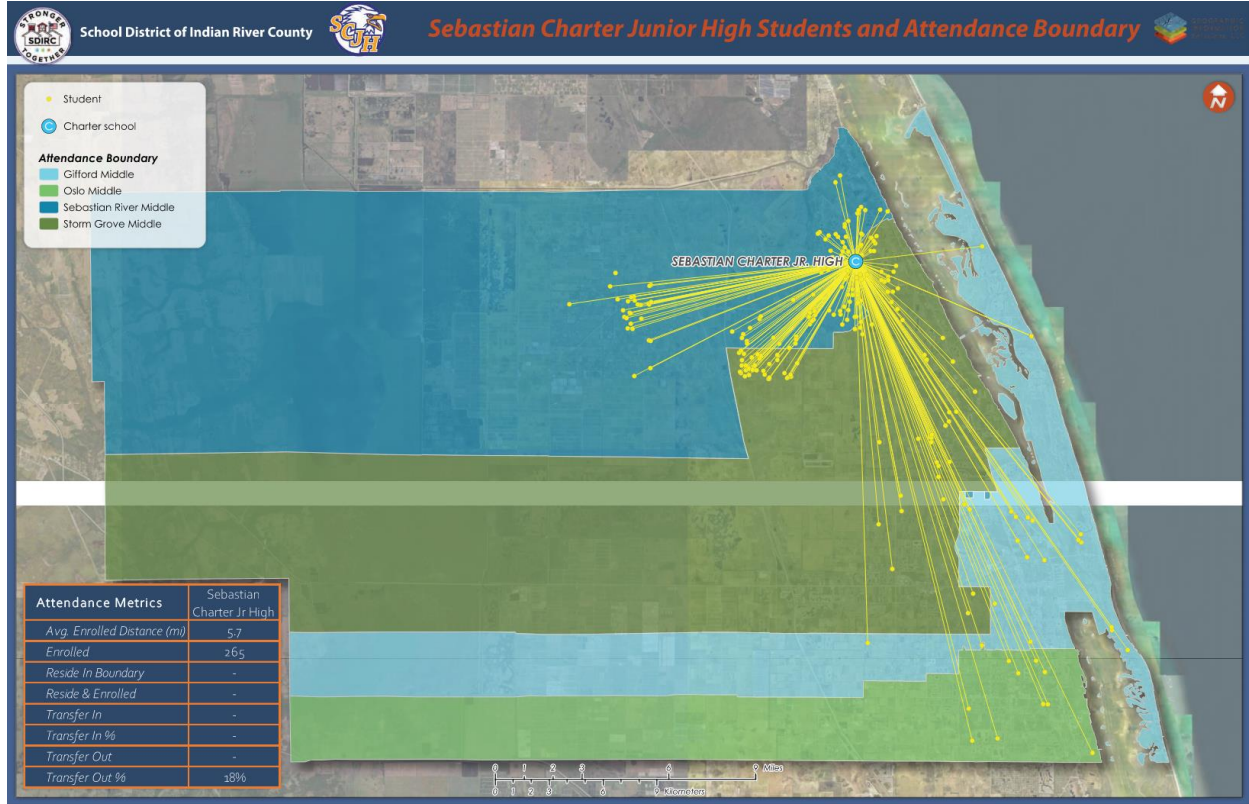 STRONGER
SDIRC
TOGETHER
School District of Indian River County
SCJH
Sebastian Charter Junior High Students and Attendance Boundary
N
Student
C Charter school
Attendance Boundary
Gifford Middle
Oslo Middle
Sebastian River Middle
Storm Grove Middle
SEBASTIAN CHARTER JR. HIGH C
Attendance Metrics Sebastian Charter Jr High
Avg. Enrolled Distance (mi) 5.7
Enrolled 265
Reside In Boundary -
Reside & Enrolled -
Transfer In -
Transfer In % -
Transfer Out -
Transfer Out % 18%
0 1 2 3 6 9 Miles
0 1 2 3 6 9 Kilometers